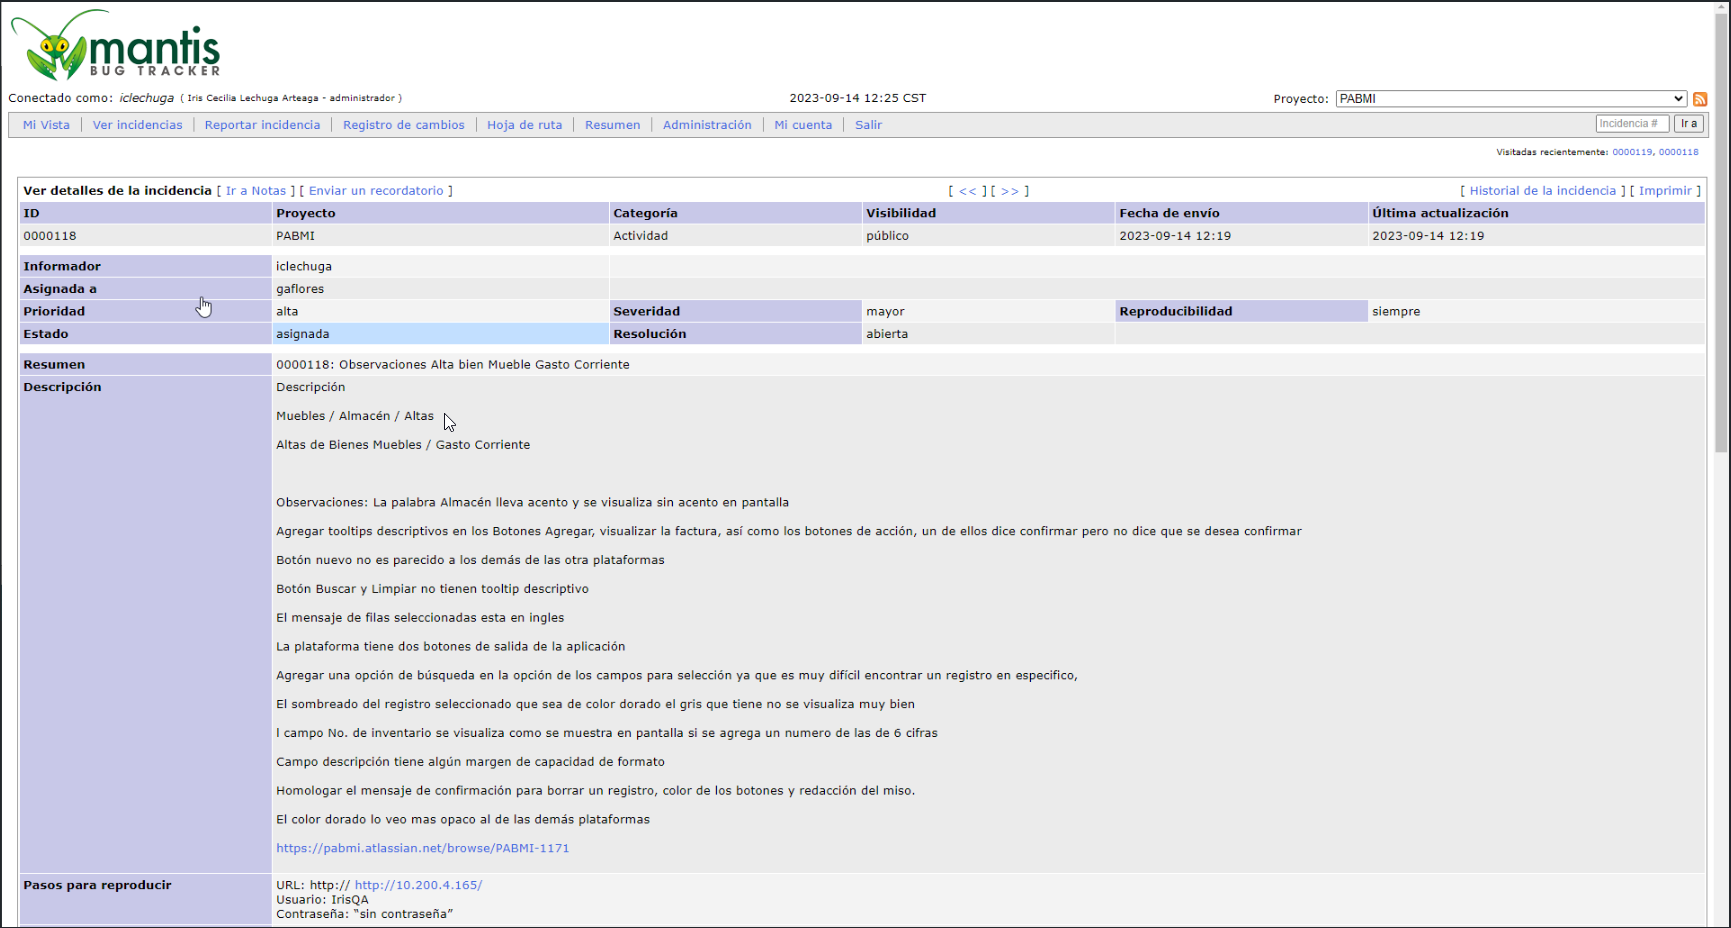 mantis
BUG TRACKER
Conectado como: iclechuga ( Iris Cecilia Lechuga Arteaga - administrador )
2023-09-14 12:25 CST
Proyecto: PABMI
Mi Vista | Ver incidencias | Reportar incidencia | Registro de cambios | Hoja de ruta | Resumen | Administración | Mi cuenta | Salir
Incidencia # Ir a
Visitadas recientemente: 0000119, 0000118
Ver detalles de la incidencia [ Ir a Notas ] [ Enviar un recordatorio ] [ << ] [ >> ] [ Historial de la incidencia ] [ Imprimir ]
ID Proyecto Categoría Visibilidad Fecha de envío Última actualización
0000118 PABMI Actividad público 2023-09-14 12:19 2023-09-14 12:19
Informador iclechuga
Asignada a gaflores
Prioridad alta Severidad mayor Reproducibilidad siempre
Estado asignada Resolución abierta
Resumen 0000118: Observaciones Alta bien Mueble Gasto Corriente
Descripción Descripción
Muebles / Almacén / Altas
Altas de Bienes Muebles / Gasto Corriente
Observaciones: La palabra Almacén lleva acento y se visualiza sin acento en pantalla
Agregar tooltips descriptivos en los Botones Agregar, visualizar la factura, así como los botones de acción, un de ellos dice confirmar pero no dice que se desea confirmar
Botón nuevo no es parecido a los demás de las otra plataformas
Botón Buscar y Limpiar no tienen tooltip descriptivo
El mensaje de filas seleccionadas esta en ingles
La plataforma tiene dos botones de salida de la aplicación
Agregar una opción de búsqueda en la opción de los campos para selección ya que es muy difícil encontrar un registro en especifico,
El sombreado del registro seleccionado que sea de color dorado el gris que tiene no se visualiza muy bien
l campo No. de inventario se visualiza como se muestra en pantalla si se agrega un numero de las de 6 cifras
Campo descripción tiene algún margen de capacidad de formato
Homologar el mensaje de confirmación para borrar un registro, color de los botones y redacción del miso.
El color dorado lo veo mas opaco al de las demás plataformas
https://pabmi.atlassian.net/browse/PABMI-1171
Pasos para reproducir URL: http:// http://10.200.4.165/
Usuario: IrisQA
Contraseña: “sin contraseña”